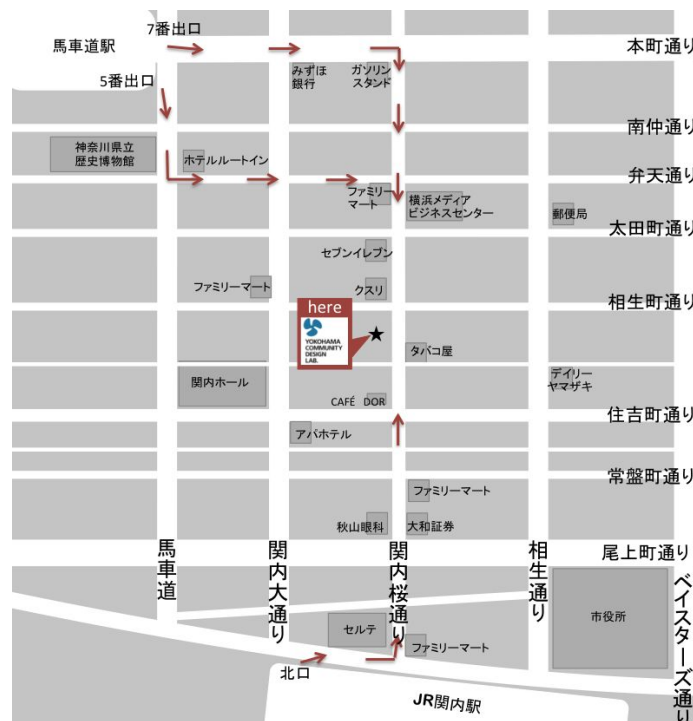 7番出口
馬車道駅
本町通り
5番出口
みずほ
銀行
ガソリン
スタンド
南仲通り
神奈川県立
歴史博物館
ホテルルートイン
弁天通り
ファミリー
マート
横浜メディア
ビジネスセンター
郵便局
太田町通り
セブンイレブン
ファミリーマート
クスリ
相生町通り
here
YOKOHAMA
COMMUNITY
DESIGN
LAB.
タバコ屋
関内ホール
デイリー
ヤマザキ
CAFÉ DOR
住吉町通り
アパホテル
常盤町通り
ファミリーマート
秋山眼科
大和証券
尾上町通り
馬車道
関内大通り
関内桜通り
相生通り
ベイスターズ通り
セルテ
ファミリーマート
市役所
北口
JR関内駅